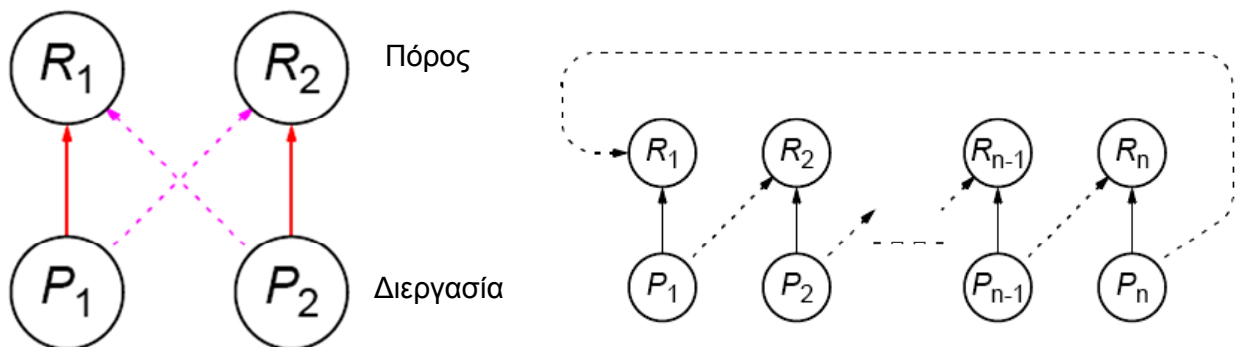 R1 R2 Πόρος
P1 P2 Διεργασία
R1 R2 Rn-1 Rn
P1 P2 Pn-1 Pn